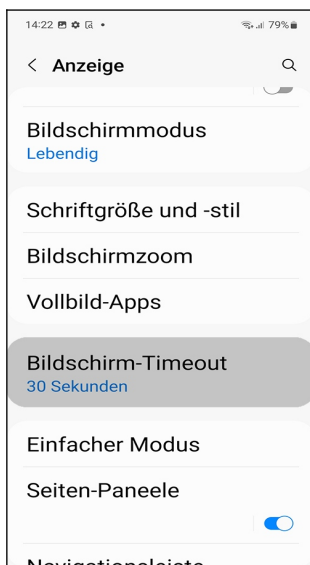 14:22
79%
Anzeige
Bildschirmmodus
Lebendig
Schriftgröße und -stil
Bildschirmzoom
Vollbild-Apps
Bildschirm-Timeout
30 Sekunden
Einfacher Modus
Seiten-Paneele
Navigationsleiste